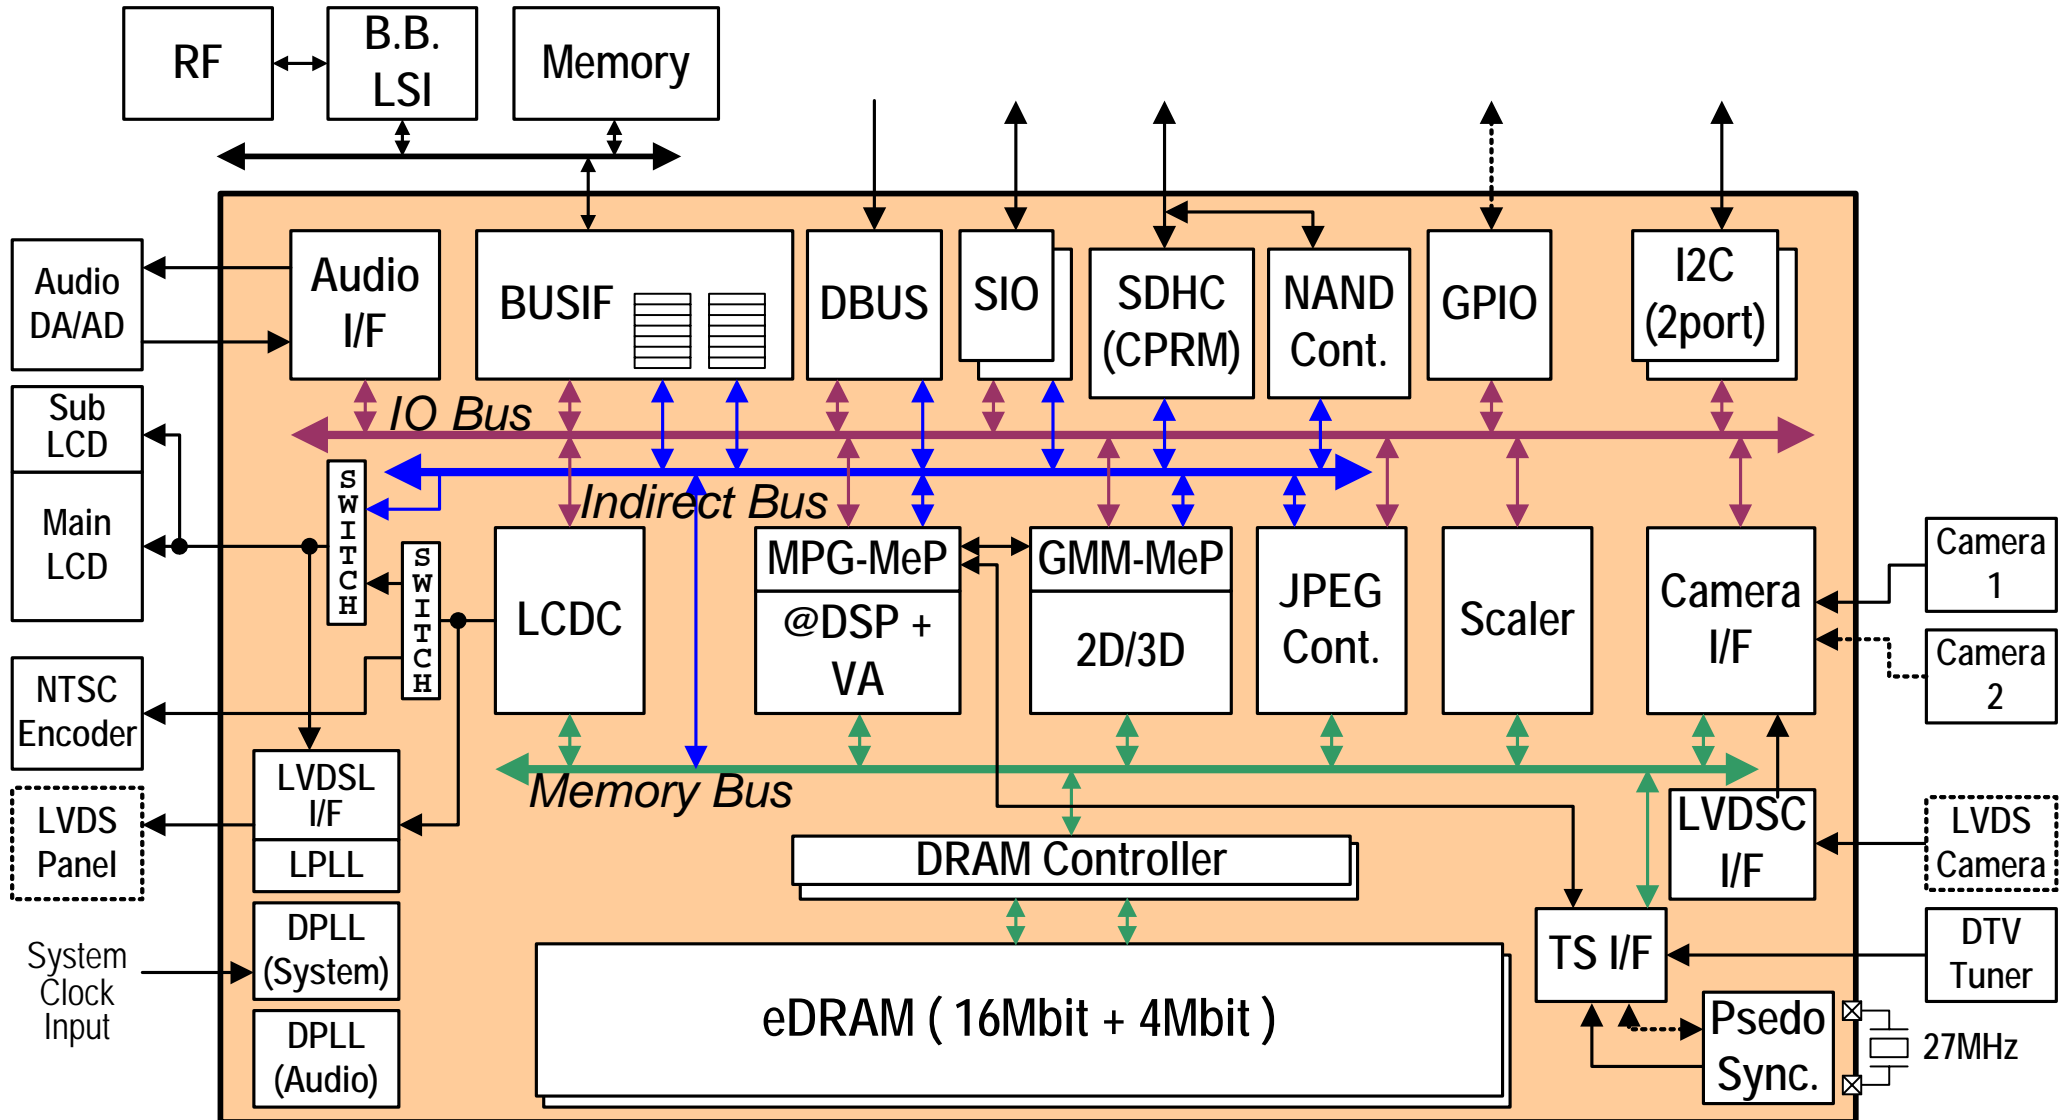 RF
B.B.
LSI
Memory
Audio
DA/AD
Audio
I/F
BUSIF
DBUS
SIO
SDHC
(CPRM)
NAND
Cont.
GPIO
I2C
(2port)
IO Bus
Sub
LCD
Main
LCD
SWITCH
Indirect Bus
SWITCH
LCDC
MPG-MeP
@DSP +
VA
GMM-MeP
2D/3D
JPEG
Cont.
Scaler
Camera
I/F
Camera
1
Camera
2
NTSC
Encoder
LVDSL
I/F
LPLL
Memory Bus
LVDS
Panel
DRAM Controller
LVDSC
I/F
LVDS
Camera
DPLL
(System)
System
Clock
Input
DPLL
(Audio)
eDRAM ( 16Mbit + 4Mbit )
TS I/F
DTV
Tuner
Psedo
Sync.
27MHz